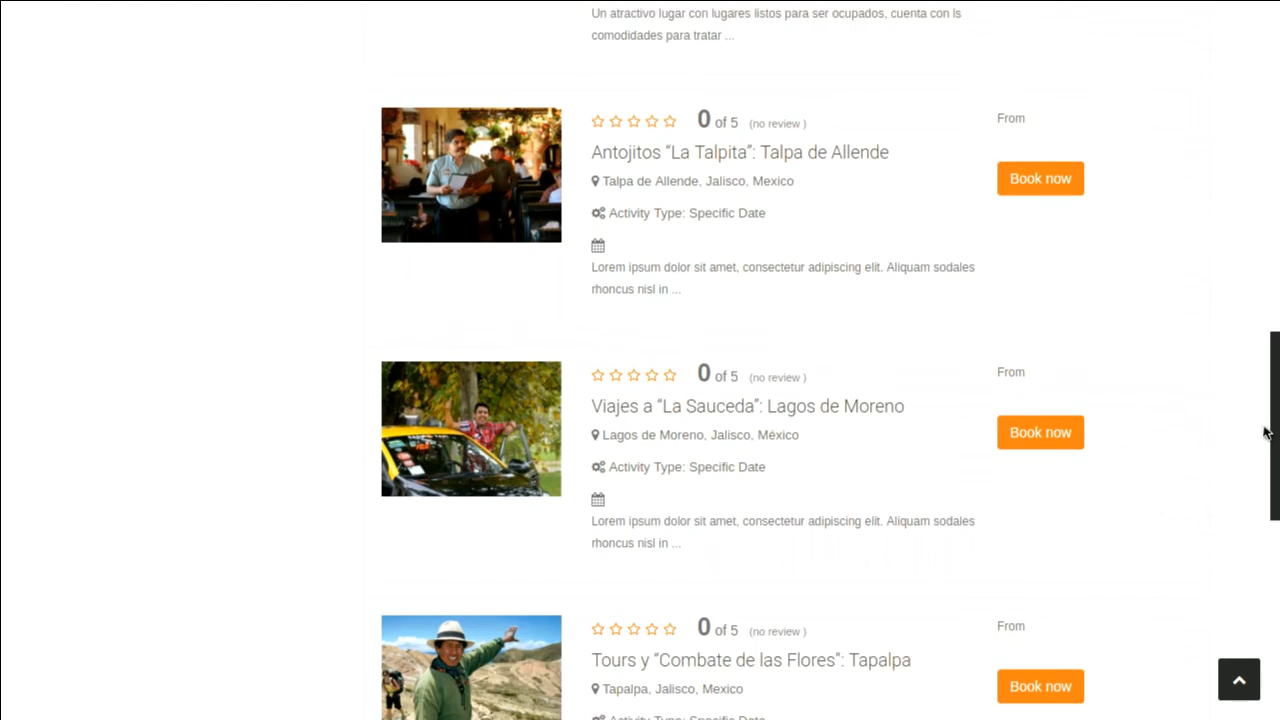 Un atractivo lugar con lugares listos para ser ocupados, cuenta con ls
comodidades para tratar ...
0 of 5 (no review )
From
Antojitos “La Talpita”: Talpa de Allende
Talpa de Allende, Jalisco, Mexico
Book now
Activity Type: Specific Date
Lorem ipsum dolor sit amet, consectetur adipiscing elit. Aliquam sodales
rhoncus nisl in ...
0 of 5 (no review )
From
Viajes a “La Sauceda”: Lagos de Moreno
Lagos de Moreno, Jalisco, México
Book now
Activity Type: Specific Date
Lorem ipsum dolor sit amet, consectetur adipiscing elit. Aliquam sodales
rhoncus nisl in ...
0 of 5 (no review )
From
Tours y “Combate de las Flores”: Tapalpa
Tapalpa, Jalisco, Mexico
Book now
Activity Type: Specific Date